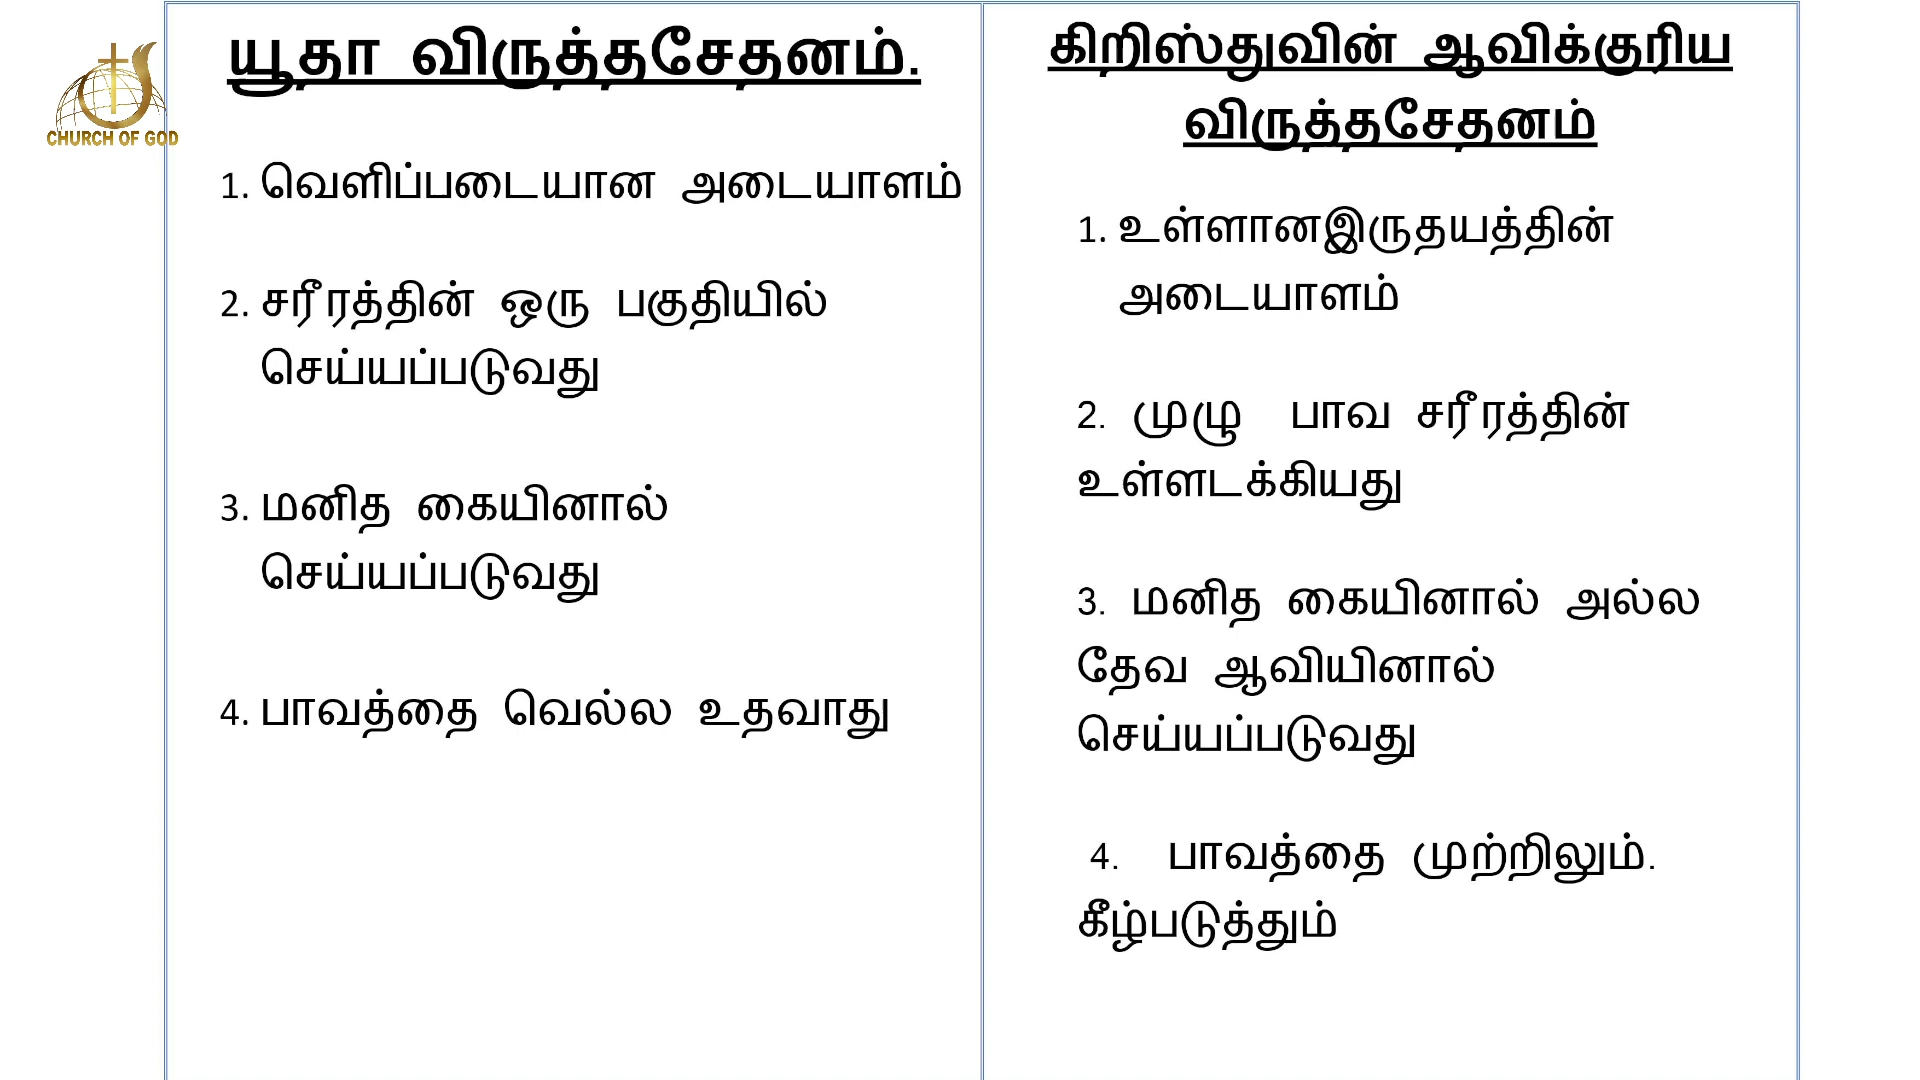 CHURCH OF GOD
யூதா விருத்தசேதனம்.
1. வெளிப்படையான அடையாளம்
2. சரீரத்தின் ஒரு பகுதியில்
செய்யப்படுவது
3. மனித கையினால்
செய்யப்படுவது
4. பாவத்தை வெல்ல உதவாது
கிறிஸ்துவின் ஆவிக்குரிய
விருத்தசேதனம்
1. உள்ளானஇருதயத்தின்
அடையாளம்
2. முழு பாவ சரீரத்தின்
உள்ளடக்கியது
3. மனித கையினால் அல்ல
தேவ ஆவியினால்
செய்யப்படுவது
4. பாவத்தை முற்றிலும்.
கீழ்படுத்தும்